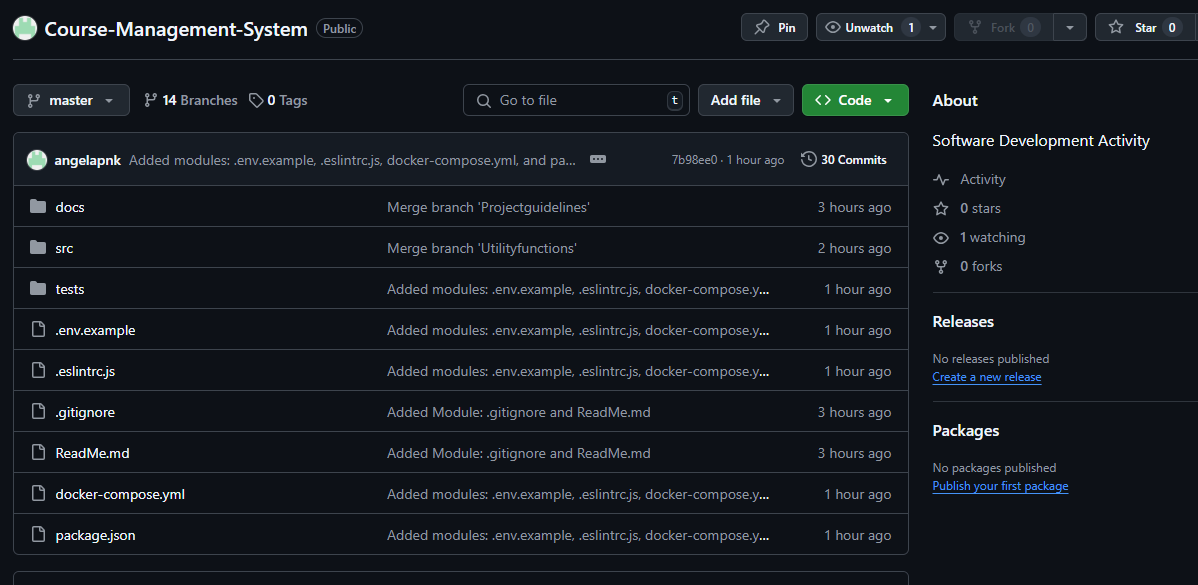 Course-Management-System Public Pin Unwatch 1 Fork 0 Star 0
master 14 Branches 0 Tags Go to file t Add file Code
angelapnk Added modules: .env.example, .eslintrc.js, docker-compose.yml, and pa... 7b98ee0 · 1 hour ago 30 Commits
docs Merge branch 'Projectguidelines' 3 hours ago
src Merge branch 'Utilityfunctions' 2 hours ago
tests Added modules: .env.example, .eslintrc.js, docker-compose.y... 1 hour ago
.env.example Added modules: .env.example, .eslintrc.js, docker-compose.y... 1 hour ago
.eslintrc.js Added modules: .env.example, .eslintrc.js, docker-compose.y... 1 hour ago
.gitignore Added Module: .gitignore and ReadMe.md 3 hours ago
ReadMe.md Added Module: .gitignore and ReadMe.md 3 hours ago
docker-compose.yml Added modules: .env.example, .eslintrc.js, docker-compose.y... 1 hour ago
package.json Added modules: .env.example, .eslintrc.js, docker-compose.y... 1 hour ago
About
Software Development Activity
Activity
0 stars
1 watching
0 forks
Releases
No releases published
Create a new release
Packages
No packages published
Publish your first package